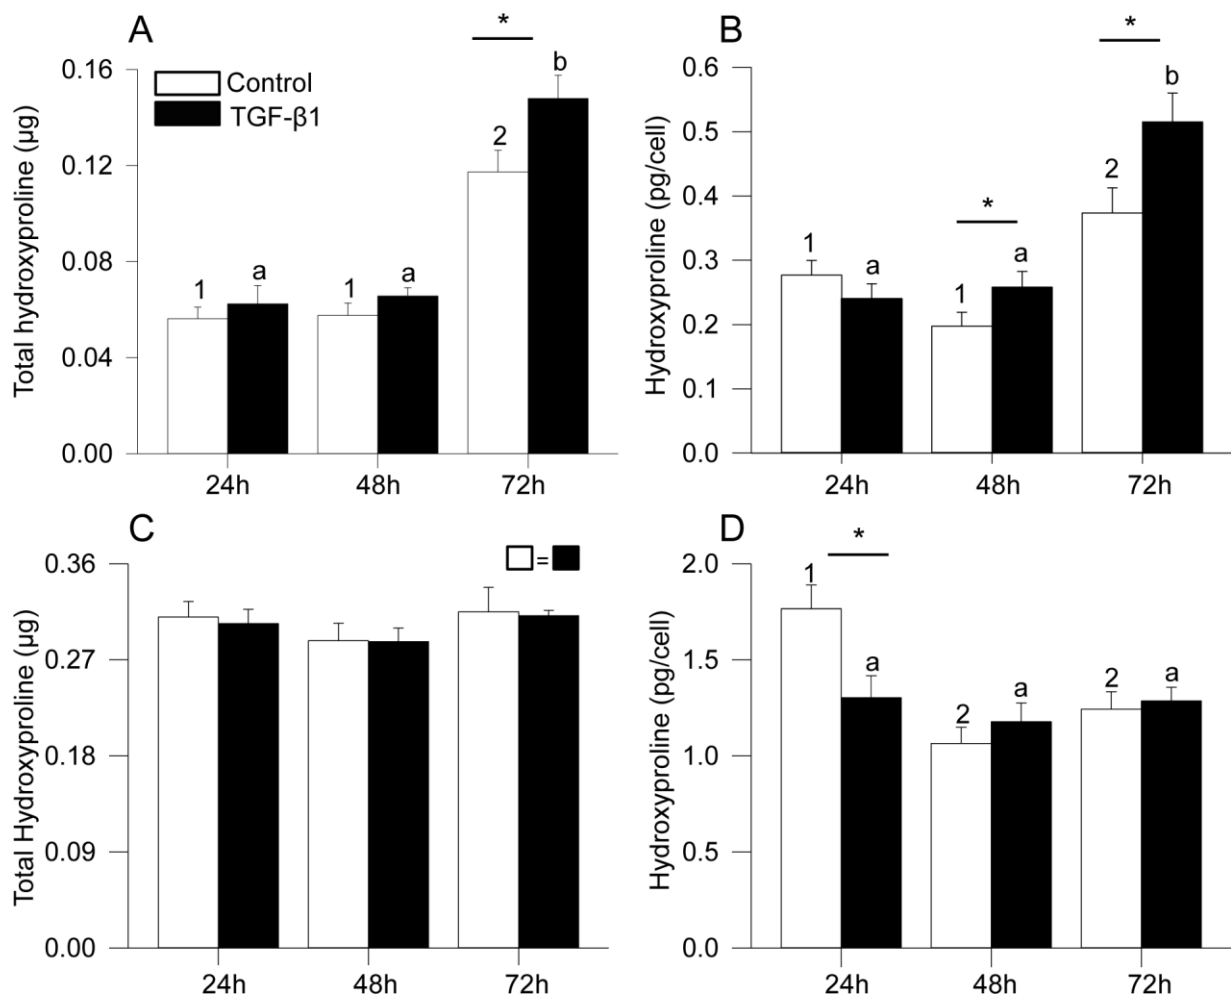 A
*
Total hydroxyproline (µg)
0.16
0.12
0.08
0.04
0.00
Control
TGF-β1
1
a
1
a
2
b
24h
48h
72h
B
*
Hydroxyproline (pg/cell)
0.6
0.5
0.4
0.3
0.2
0.1
0.0
1
a
*
1
a
2
b
24h
48h
72h
C
=
Total Hydroxyproline (µg)
0.36
0.27
0.18
0.09
0.00
24h
48h
72h
D
*
Hydroxyproline (pg/cell)
2.0
1.5
1.0
0.5
0.0
1
a
2
a
2
a
24h
48h
72h